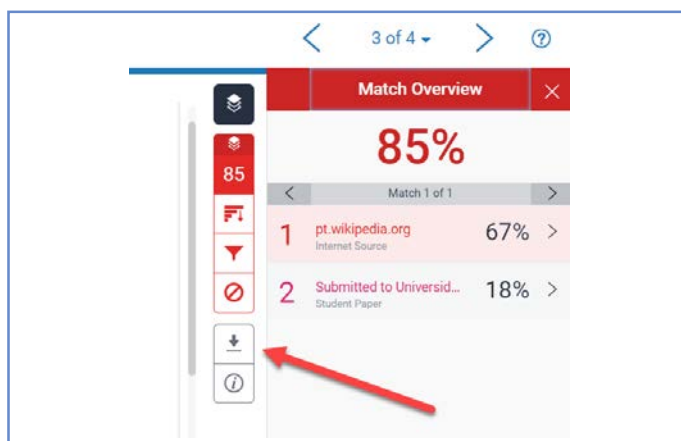 3 of 4
Match Overview
85%
85
Match 1 of 1
1 pt.wikipedia.org 67%
Internet Source
2 Submitted to Universid... 18%
Student Paper